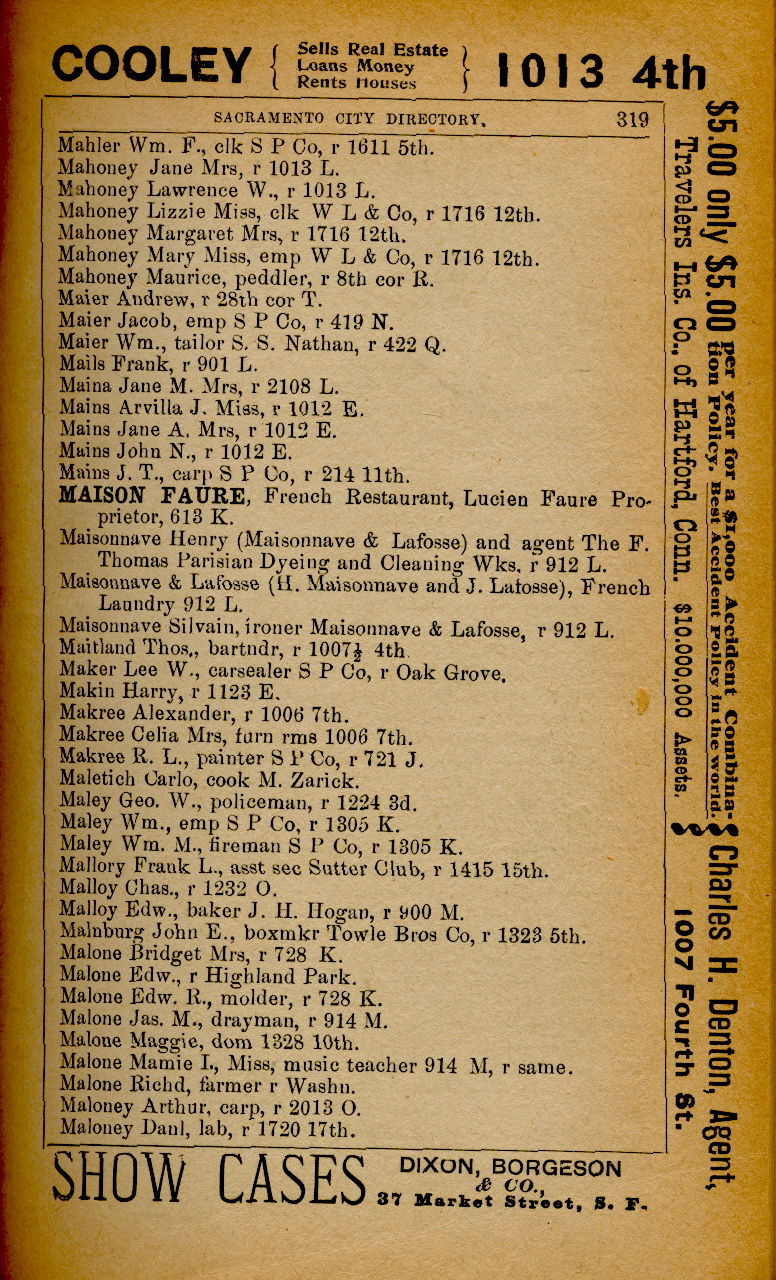 COOLEY { Sells Real Estate
Loans Money
Rents Houses } 1013 4th
SACRAMENTO CITY DIRECTORY. 319
Mahler Wm. F., clk S P Co, r 1611 5th.
Mahoney Jane Mrs, r 1013 L.
Mahoney Lawrence W., r 1013 L.
Mahoney Lizzie Miss, clk W L & Co, r 1716 12th.
Mahoney Margaret Mrs, r 1716 12th.
Mahoney Mary Miss, emp W L & Co, r 1716 12th.
Mahoney Maurice, peddler, r 8th cor R.
Maier Andrew, r 28th cor T.
Maier Jacob, emp S P Co, r 419 N.
Maier Wm., tailor S. S. Nathan, r 422 Q.
Mails Frank, r 901 L.
Maina Jane M. Mrs, r 2108 L.
Mains Arvilla J. Miss, r 1012 E.
Mains Jane A. Mrs, r 1012 E.
Mains John N., r 1012 E.
Mains J. T., carp S P Co, r 214 11th.
MAISON FAURE, French Restaurant, Lucien Faure Pro-
prietor, 613 K.
Maisonnave Henry (Maisonnave & Lafosse) and agent The F.
Thomas Parisian Dyeing and Cleaning Wks, r 912 L.
Maisonnave & Lafosse (H. Maisonnave and J. Lafosse), French
Laundry 912 L.
Maisonnave Silvain, ironer Maisonnave & Lafosse, r 912 L.
Maitland Thos., bartndr, r 1007½ 4th.
Maker Lee W., carsealer S P Co, r Oak Grove.
Makin Harry, r 1123 E.
Makree Alexander, r 1006 7th.
Makree Celia Mrs, furn rms 1006 7th.
Makree R. L., painter S P Co, r 721 J.
Maletich Carlo, cook M. Zarick.
Maley Geo. W., policeman, r 1224 3d.
Maley Wm., emp S P Co, r 1305 K.
Maley Wm. M., fireman S P Co, r 1305 K.
Mallory Frank L., asst sec Sutter Club, r 1415 15th.
Malloy Chas., r 1232 O.
Malloy Edw., baker J. H. Hogan, r 900 M.
Malnburg John E., boxmkr Towle Bros Co, r 1323 5th.
Malone Bridget Mrs, r 728 K.
Malone Edw., r Highland Park.
Malone Edw. R., molder, r 728 K.
Malone Jas. M., drayman, r 914 M.
Malone Maggie, dom 1328 10th.
Malone Mamie I., Miss, music teacher 914 M, r same.
Malone Richd, farmer r Washn.
Maloney Arthur, carp, r 2013 O.
Maloney Danl, lab, r 1720 17th.
$5.00 only $5.00 per year for a $1,000 Accident Combina-
tion Policy. Best Accident Policy in the world.
Travelers Ins. Co., of Hartford, Conn. $10.000,000 Assets.
Charles H. Denton, Agent,
1007 Fourth St.
SHOW CASES DIXON, BORGESON
& CO.,
37 Market Street, S. F.